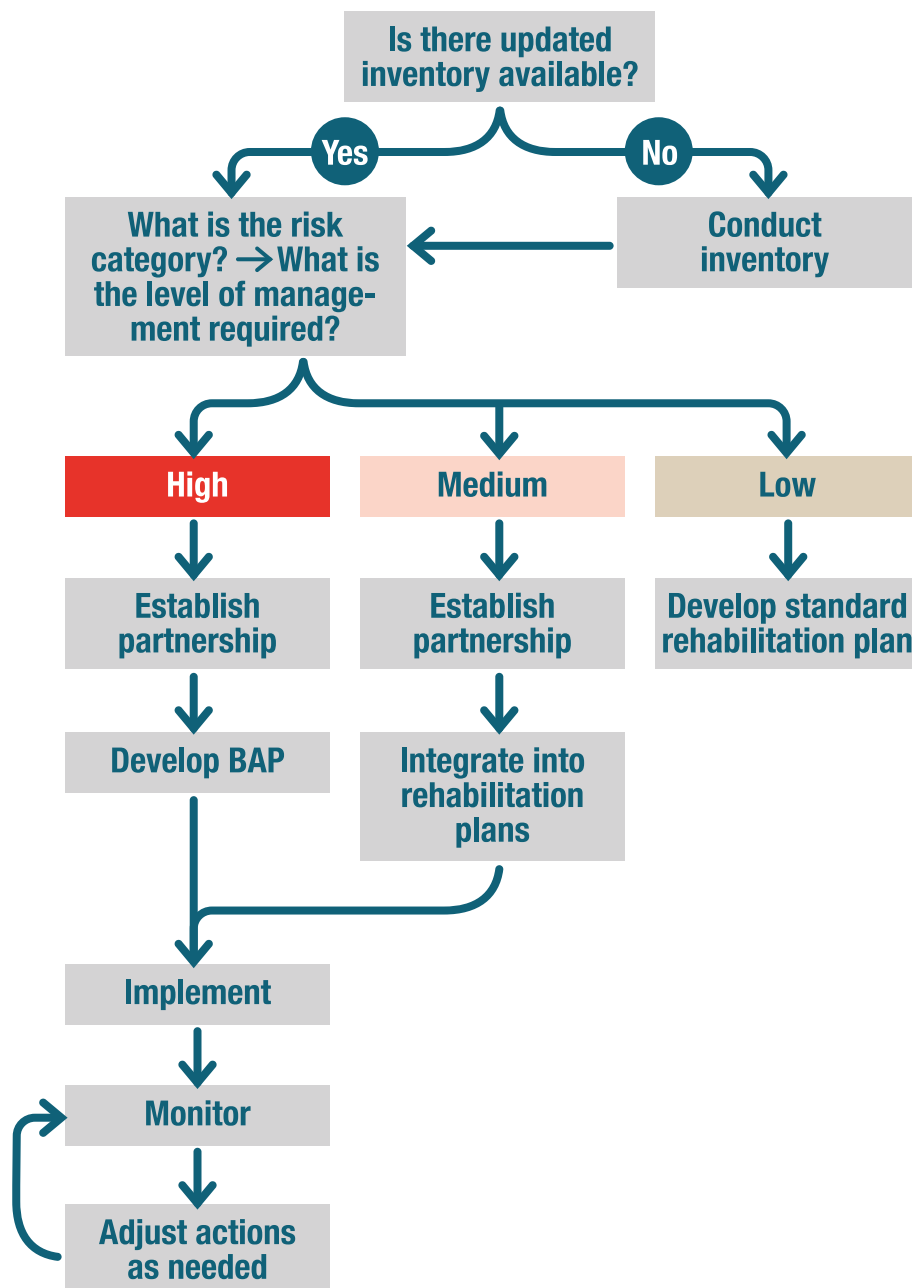 Is there updated
inventory available?
Yes
No
What is the risk
category? → What is
the level of manage-
ment required?
Conduct
inventory
High
Medium
Low
Establish
partnership
Establish
partnership
Develop standard
rehabilitation plan
Develop BAP
Integrate into
rehabilitation
plans
Implement
Monitor
Adjust actions
as needed